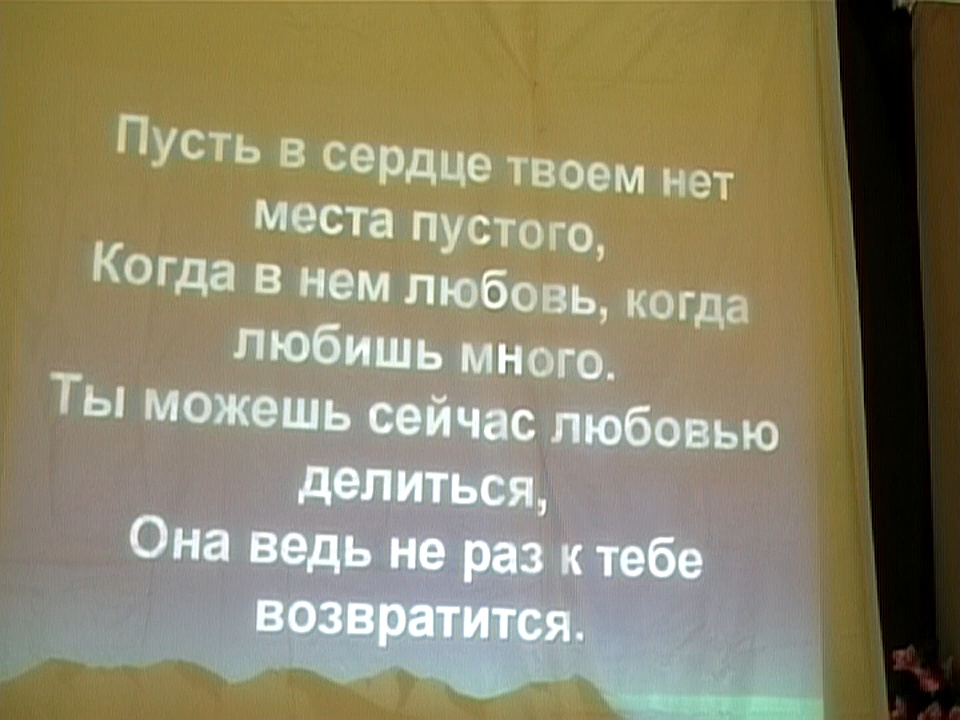 Пусть в сердце твоем нет
места пустого,
Когда в нем любовь, когда
любишь много.
Ты можешь сейчас любовью
делиться,
Она ведь не раз к тебе
возвратится.